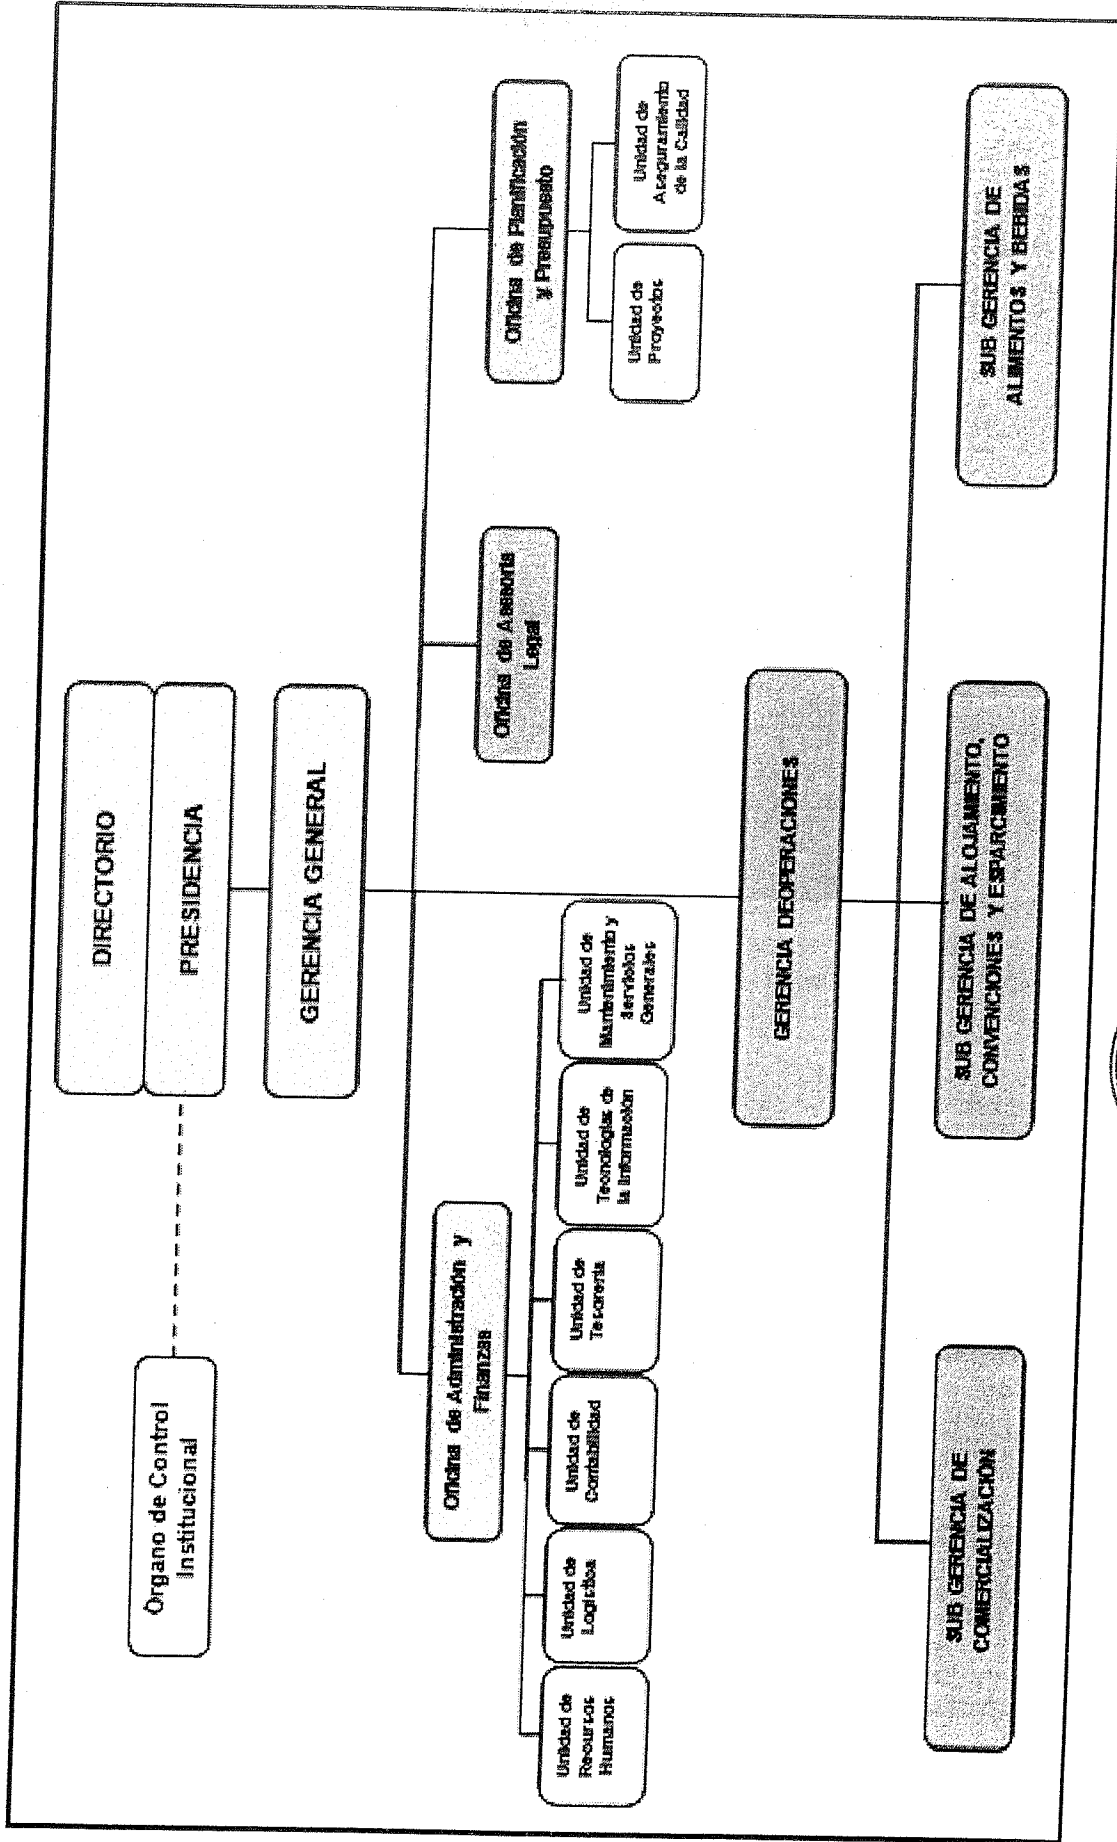 DIRECTORIO
PRESIDENCIA
Órgano de Control
Institucional
GERENCIA GENERAL
Oficina de Administración y
Finanzas
Oficina de Asesoría
Legal
Oficina de Planificación
y Presupuesto
Unidad de
Recursos
Humanos
Unidad de
Logística
Unidad de
Contabilidad
Unidad de
Tesorería
Unidad de
Tecnologías de
la Información
Unidad de
Mantenimiento y
Servicios
Generales
Unidad de
Proyectos
Unidad de
Aseguramiento
de la Calidad
GERENCIA DEOPERACIONES
SUB GERENCIA DE
COMERCIALIZACIÓN
SUB GERENCIA DE ALOJAMIENTO,
CONVENCIONES Y ESPARCIMIENTO
SUB GERENCIA DE
ALIMENTOS Y BEBIDAS